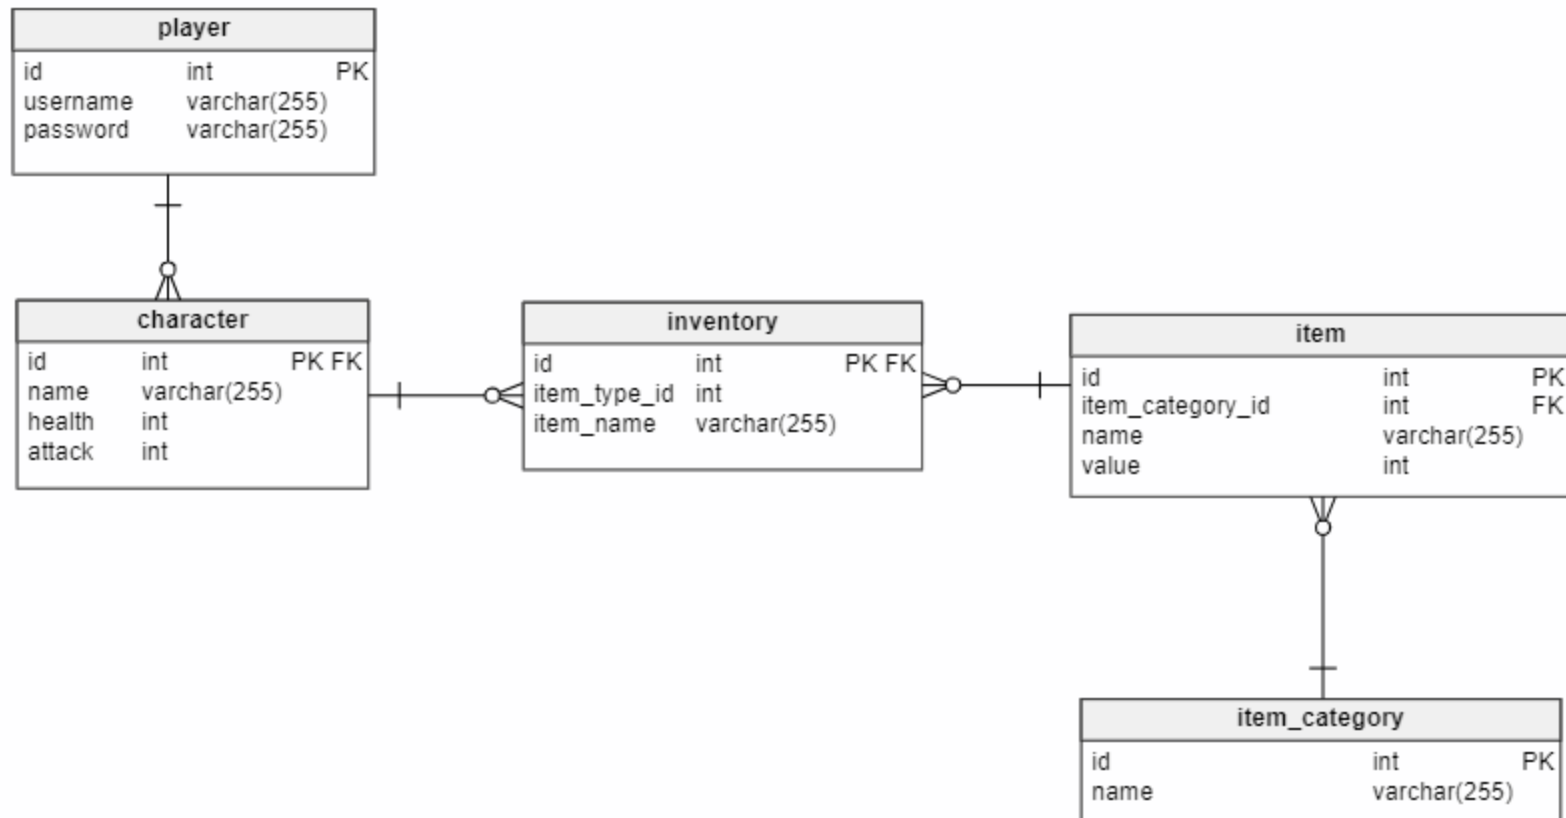 player
id int PK
username varchar(255)
password varchar(255)
character
id int PK FK
name varchar(255)
health int
attack int
inventory
id int PK FK
item_type_id int
item_name varchar(255)
item
id int PK
item_category_id int FK
name varchar(255)
value int
item_category
id int PK
name varchar(255)